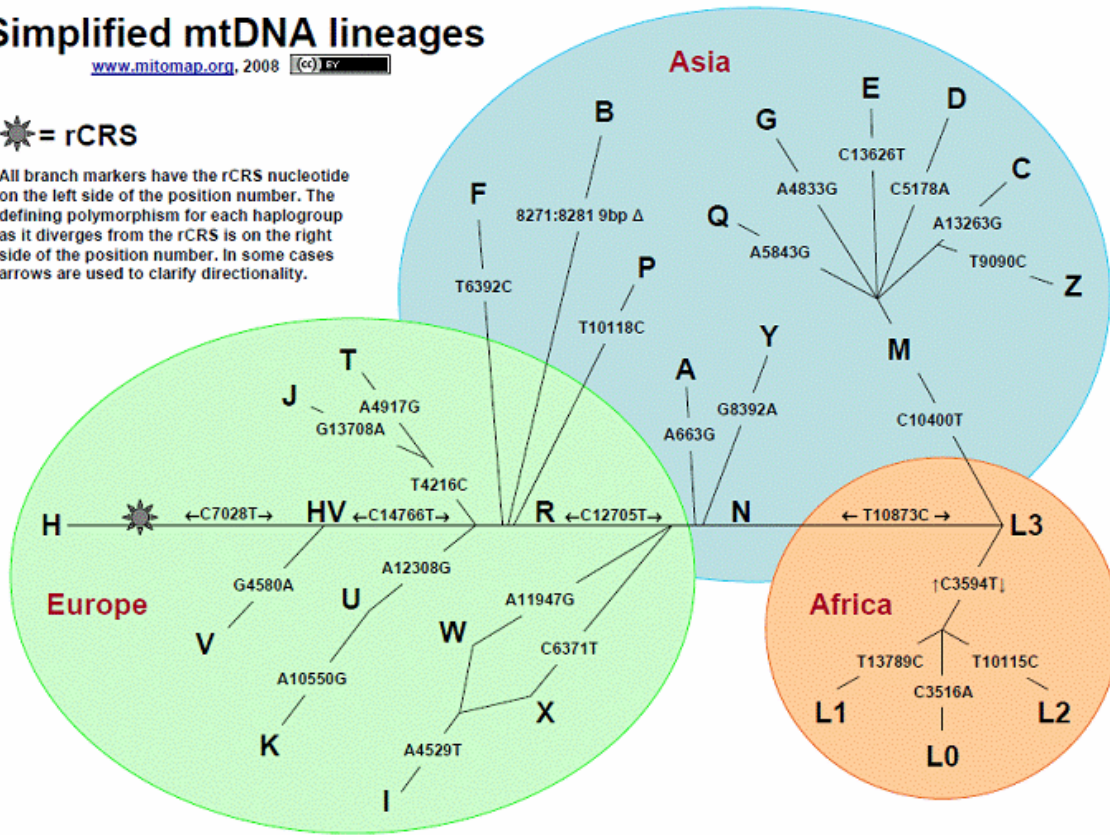 Simplified mtDNA lineages
www.mitomap.org, 2008 (cc) BY
= rCRS
All branch markers have the rCRS nucleotide
on the left side of the position number. The
defining polymorphism for each haplogroup
as it diverges from the rCRS is on the right
side of the position number. In some cases
arrows are used to clarify directionality.
Asia
B
G
E
D
C13626T
C
F
A4833G
C5178A
8271:8281 9bp Δ
Q
A13263G
A5843G
T9090C
P
Z
T6392C
T10118C
Y
M
T
A
J
A4917G
G8392A
G13708A
C10400T
A663G
T4216C
H
←C7028T→
HV
←C14766T→
R
←C12705T→
N
← T10873C →
L3
A12308G
G4580A
↑C3594T↓
Europe
U
A11947G
Africa
V
W
C6371T
T13789C
T10115C
A10550G
C3516A
X
L1
L2
K
A4529T
L0
I